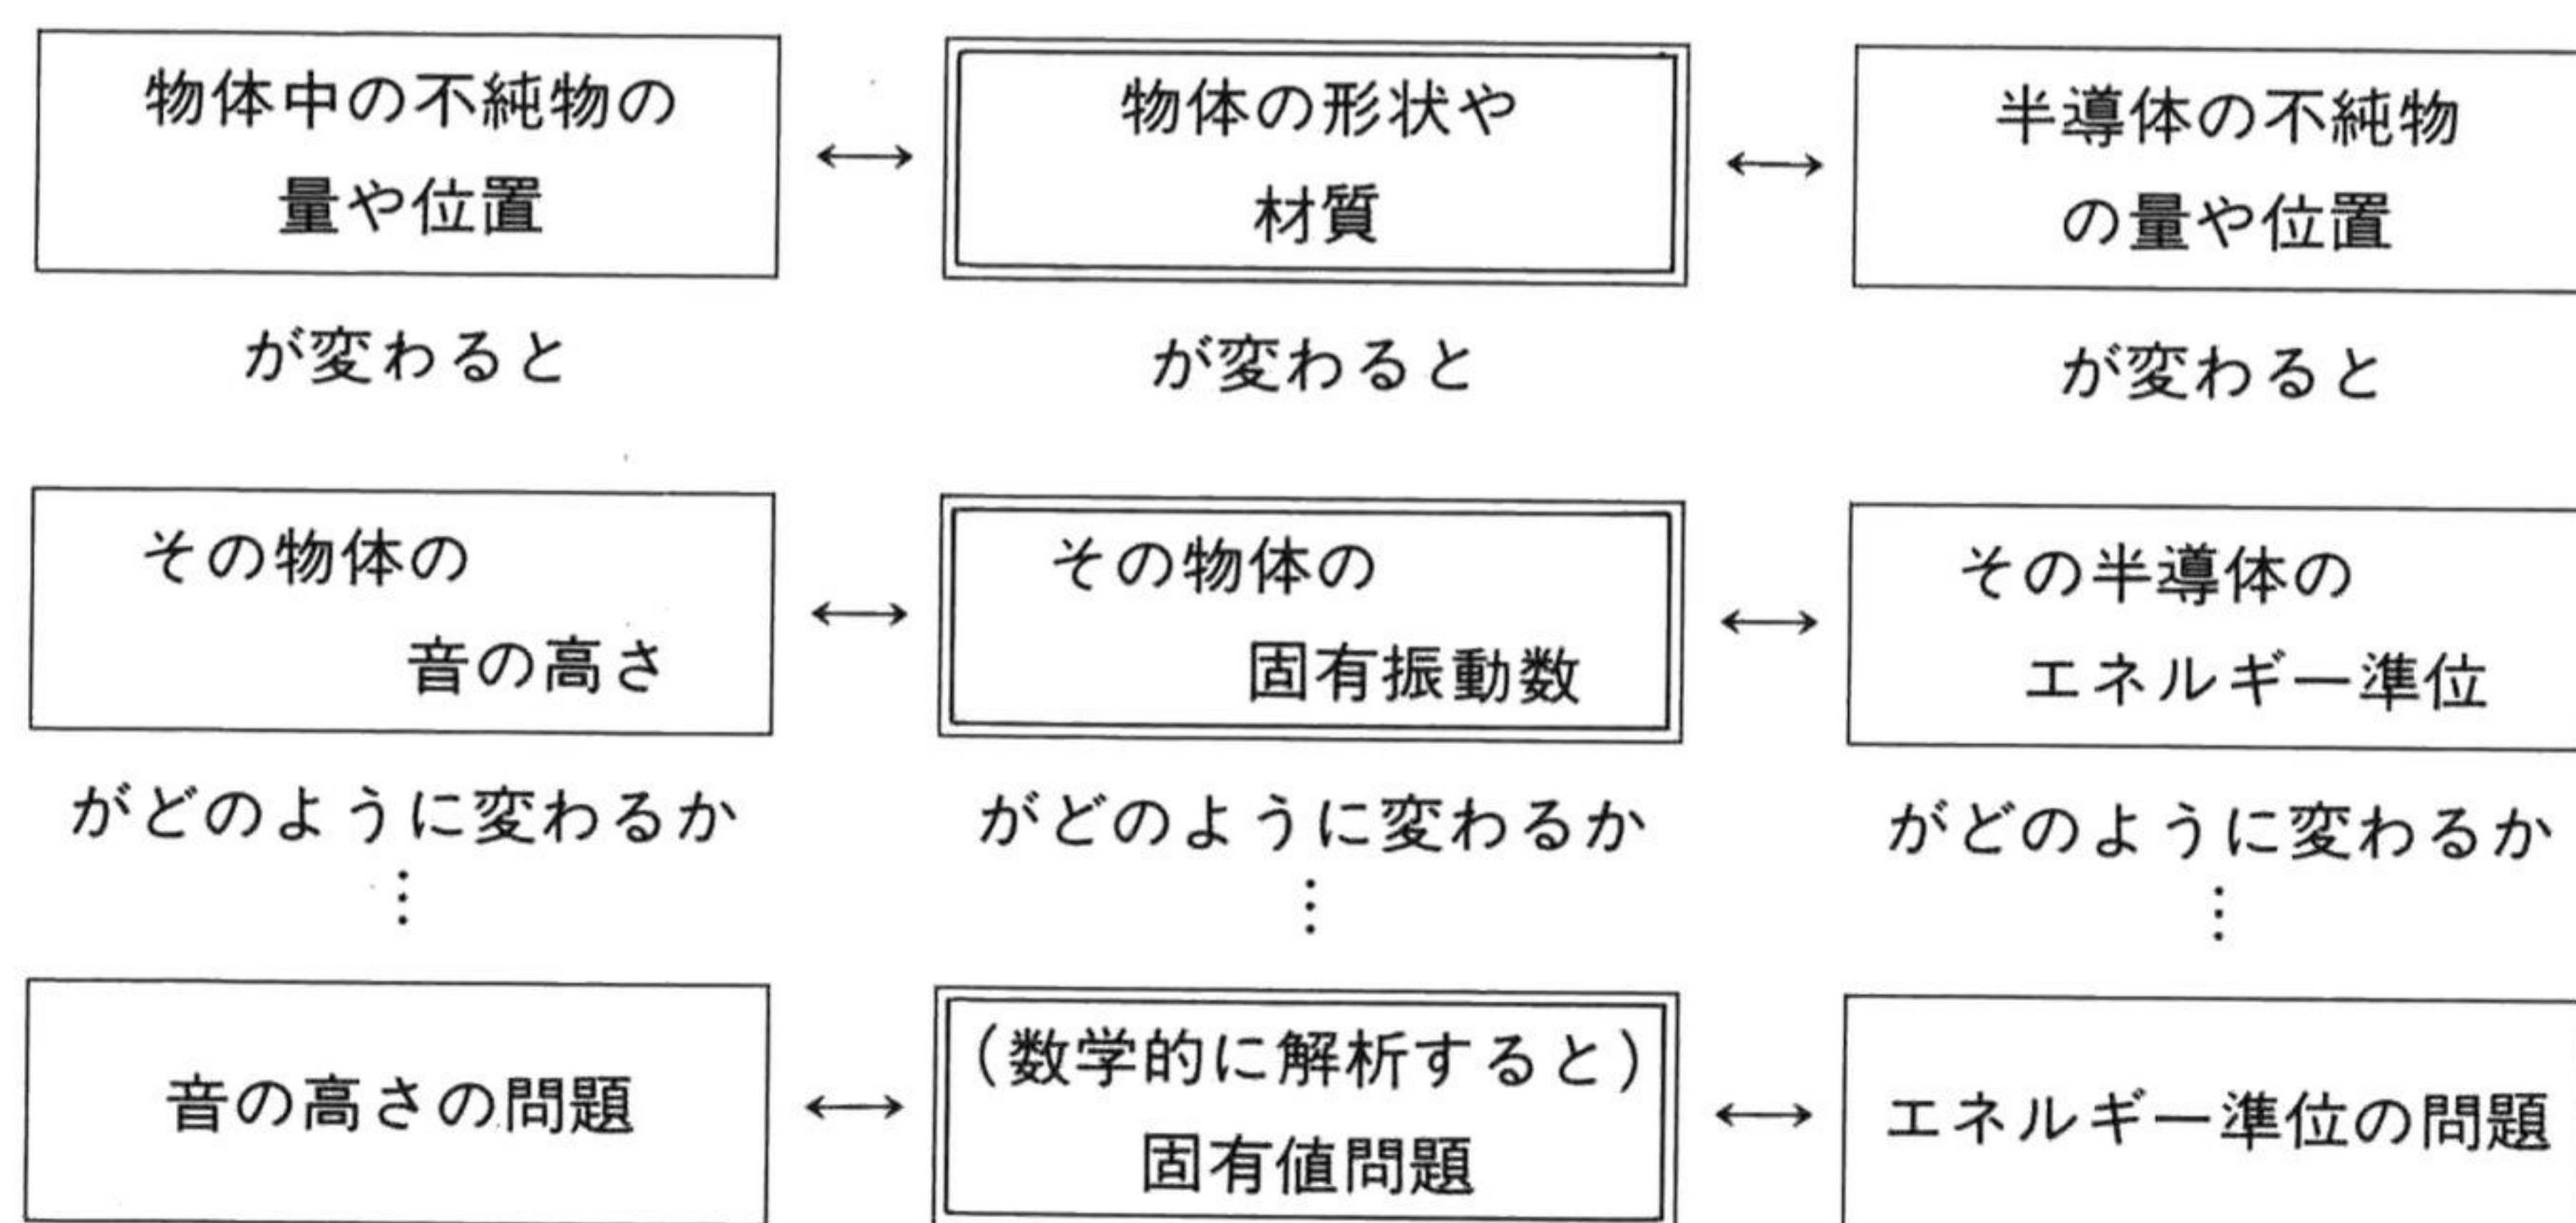 物体中の不純物の
量や位置
↔
物体の形状や
材質
↔
半導体の不純物
の量や位置
が変わると
が変わると
が変わると
その物体の
音の高さ
↔
その物体の
固有振動数
↔
その半導体の
エネルギー準位
がどのように変わるか
がどのように変わるか
がどのように変わるか
⋮
⋮
⋮
音の高さの問題
↔
(数学的に解析すると)
固有値問題
↔
エネルギー準位の問題